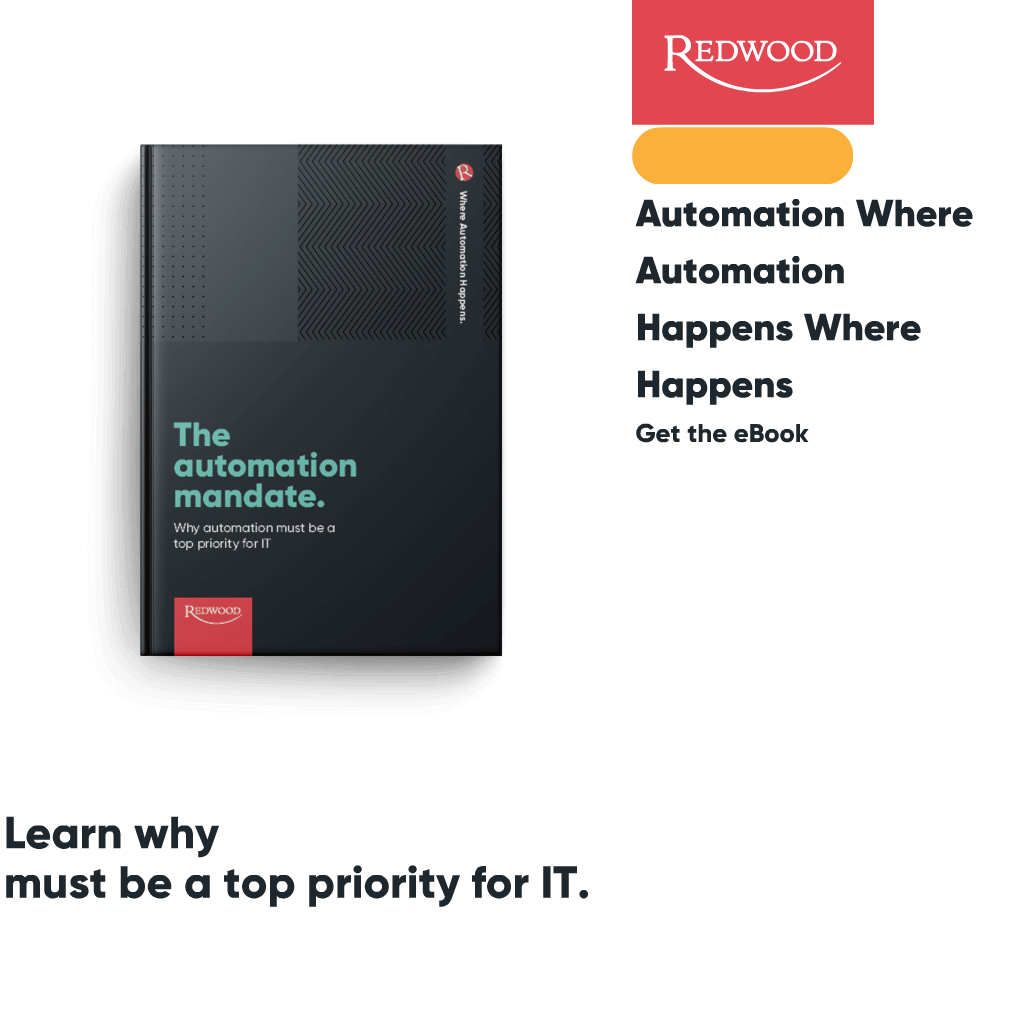 REDWOOD
Where Automation Happens.
The
automation
mandate.
Why automation must be a
top priority for IT
REDWOOD
Automation Where
Automation
Happens Where
Happens
Get the eBook
Learn why
must be a top priority for IT.